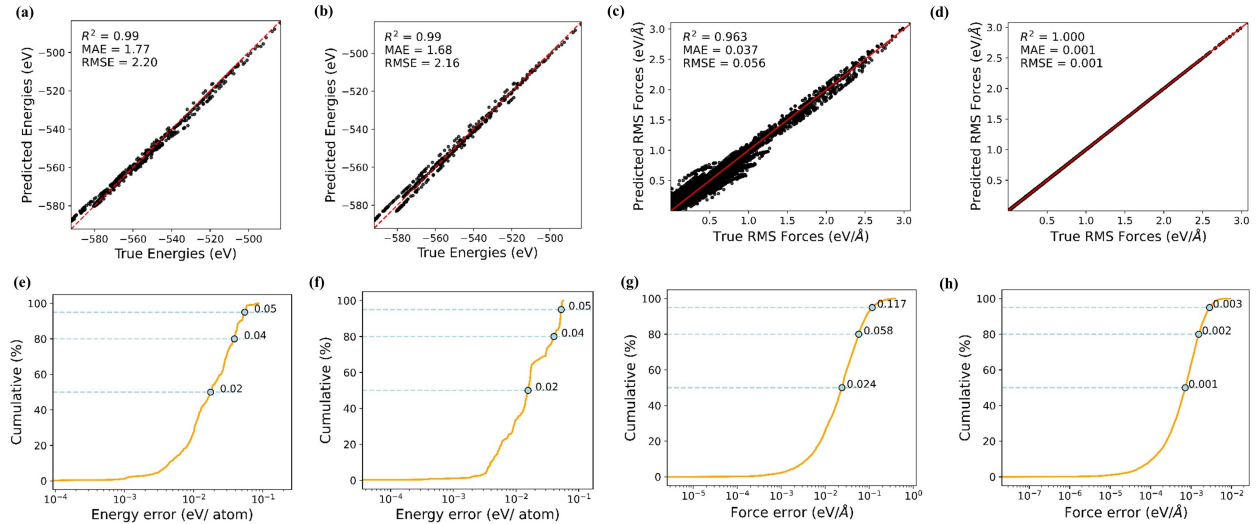 (a)
R² = 0.99
MAE = 1.77
RMSE = 2.20
Predicted Energies (eV)
−500
−520
−540
−560
−580
−580 −560 −540 −520 −500
True Energies (eV)
(b)
R² = 0.99
MAE = 1.68
RMSE = 2.16
Predicted Energies (eV)
−500
−520
−540
−560
−580
−580 −560 −540 −520 −500
True Energies (eV)
(c)
R² = 0.963
MAE = 0.037
RMSE = 0.056
Predicted RMS Forces (eV/Å)
3.0
2.5
2.0
1.5
1.0
0.5
0.5 1.0 1.5 2.0 2.5 3.0
True RMS Forces (eV/Å)
(d)
R² = 1.000
MAE = 0.001
RMSE = 0.001
Predicted RMS Forces (eV/Å)
3.0
2.5
2.0
1.5
1.0
0.5
0.5 1.0 1.5 2.0 2.5 3.0
True RMS Forces (eV/Å)
(e)
Cumulative (%)
100
80
60
40
20
0
0.05
0.04
0.02
10⁻⁴ 10⁻³ 10⁻² 10⁻¹
Energy error (eV/ atom)
(f)
Cumulative (%)
100
80
60
40
20
0
0.05
0.04
0.02
10⁻⁴ 10⁻³ 10⁻² 10⁻¹
Energy error (eV/ atom)
(g)
Cumulative (%)
100
80
60
40
20
0
0.117
0.058
0.024
10⁻⁵ 10⁻⁴ 10⁻³ 10⁻² 10⁻¹ 10⁰
Force error (eV/Å)
(h)
Cumulative (%)
100
80
60
40
20
0
0.003
0.002
0.001
10⁻⁷ 10⁻⁶ 10⁻⁵ 10⁻⁴ 10⁻³ 10⁻²
Force error (eV/Å)